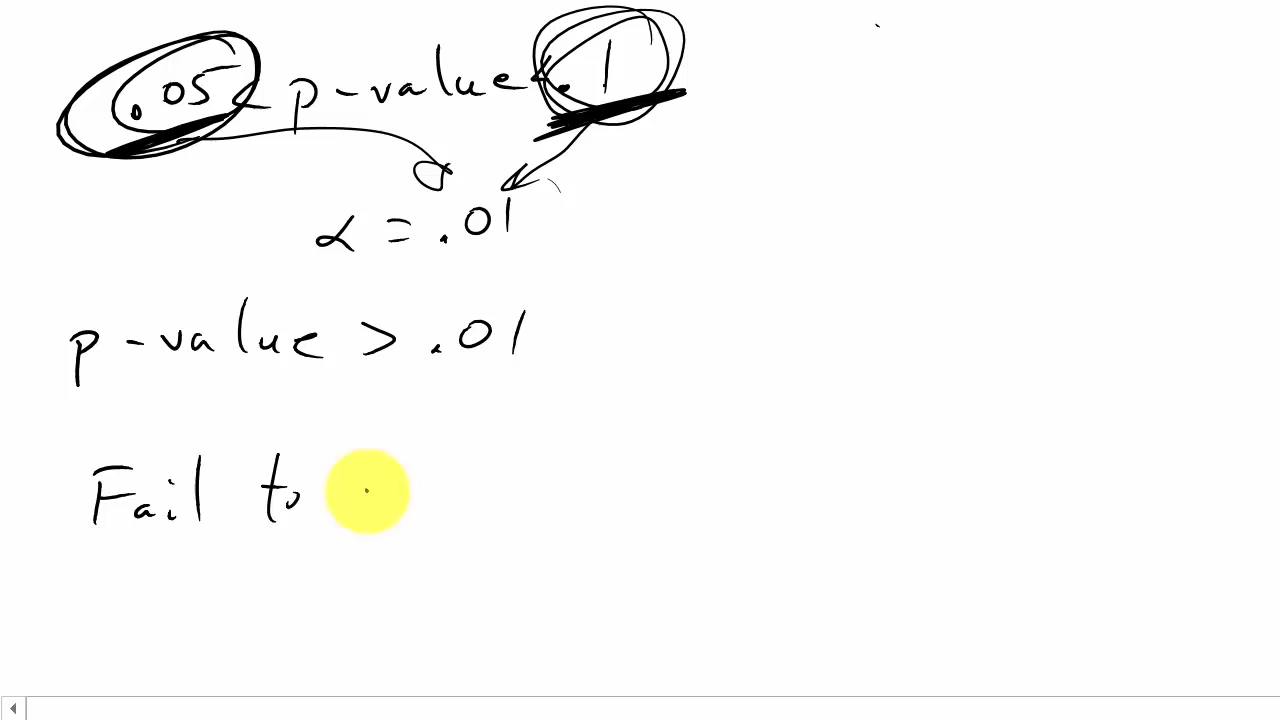 .05 < p-value < .1
α = .01
p-value > .01
Fail to